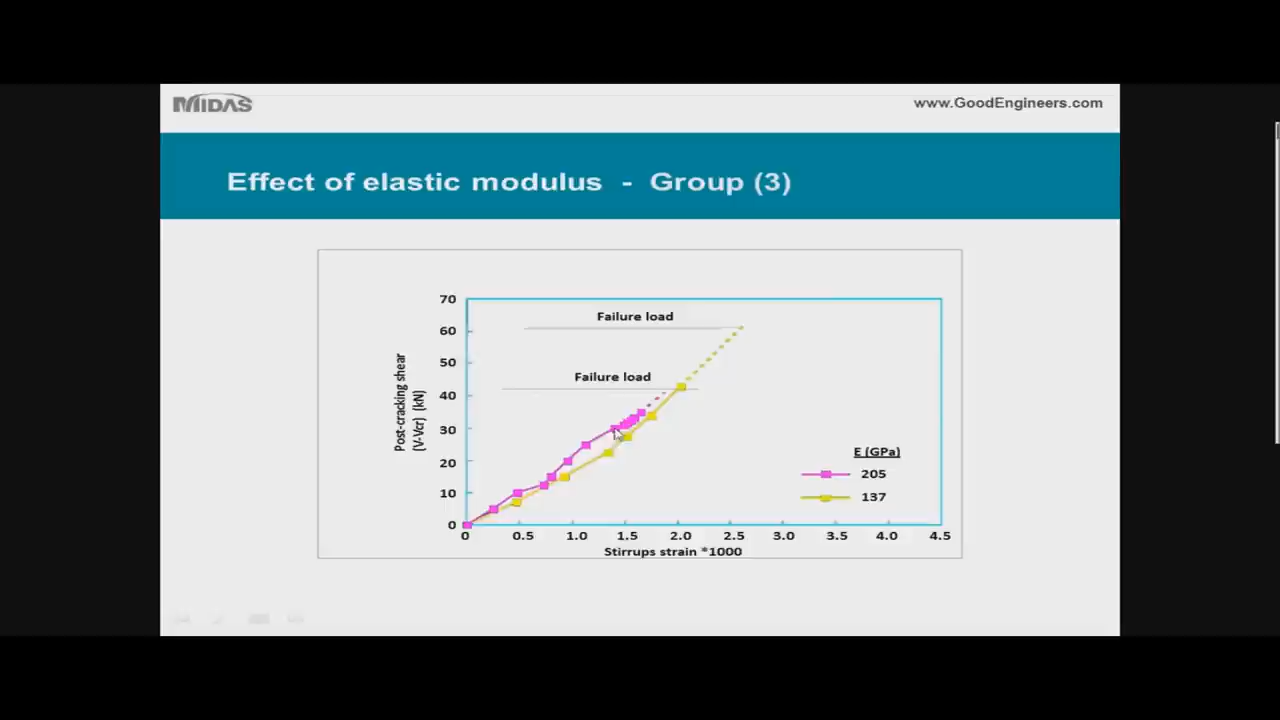 MIDAS
www.GoodEngineers.com
Effect of elastic modulus - Group (3)
70
60
50
40
30
20
10
0
Post-cracking shear
(V-Vcr) (kN)
Failure load
Failure load
E (GPa)
205
137
0 0.5 1.0 1.5 2.0 2.5 3.0 3.5 4.0 4.5
Stirrups strain *1000